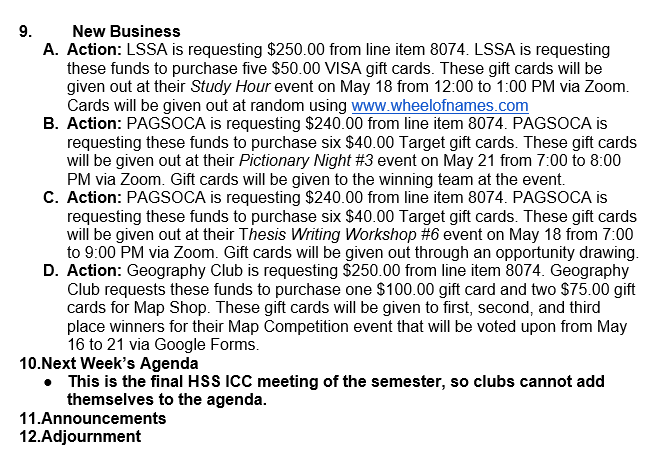 9. New Business
A. Action: LSSA is requesting $250.00 from line item 8074. LSSA is requesting
these funds to purchase five $50.00 VISA gift cards. These gift cards will be
given out at their Study Hour event on May 18 from 12:00 to 1:00 PM via Zoom.
Cards will be given out at random using www.wheelofnames.com
B. Action: PAGSOCA is requesting $240.00 from line item 8074. PAGSOCA is
requesting these funds to purchase six $40.00 Target gift cards. These gift cards
will be given out at their Pictionary Night #3 event on May 21 from 7:00 to 8:00
PM via Zoom. Gift cards will be given to the winning team at the event.
C. Action: PAGSOCA is requesting $240.00 from line item 8074. PAGSOCA is
requesting these funds to purchase six $40.00 Target gift cards. These gift cards
will be given out at their Thesis Writing Workshop #6 event on May 18 from 7:00
to 9:00 PM via Zoom. Gift cards will be given out through an opportunity drawing.
D. Action: Geography Club is requesting $250.00 from line item 8074. Geography
Club requests these funds to purchase one $100.00 gift card and two $75.00 gift
cards for Map Shop. These gift cards will be given to first, second, and third
place winners for their Map Competition event that will be voted upon from May
16 to 21 via Google Forms.
10.Next Week's Agenda
● This is the final HSS ICC meeting of the semester, so clubs cannot add
themselves to the agenda.
11.Announcements
12.Adjournment